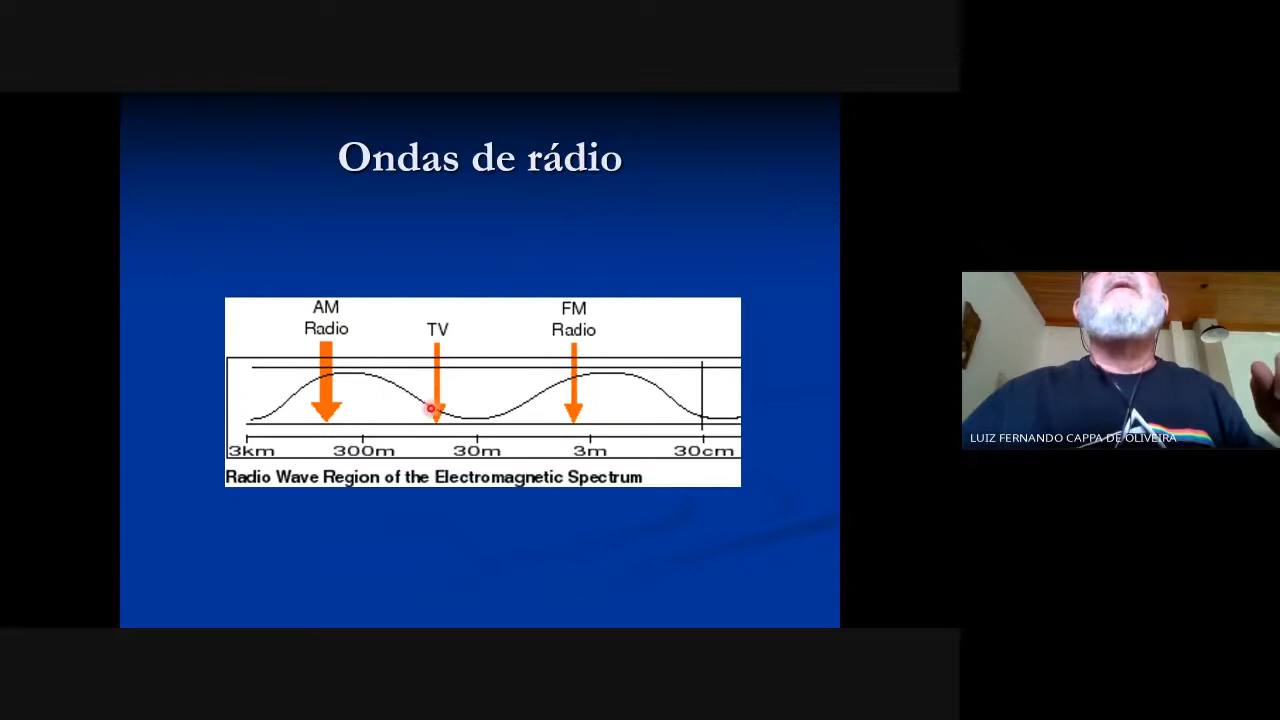 Ondas de rádio
AM
Radio
TV
FM
Radio
3km 300m 30m 3m 30cm
Radio Wave Region of the Electromagnetic Spectrum
LUIZ FERNANDO CAPPA DE OLIVEIRA